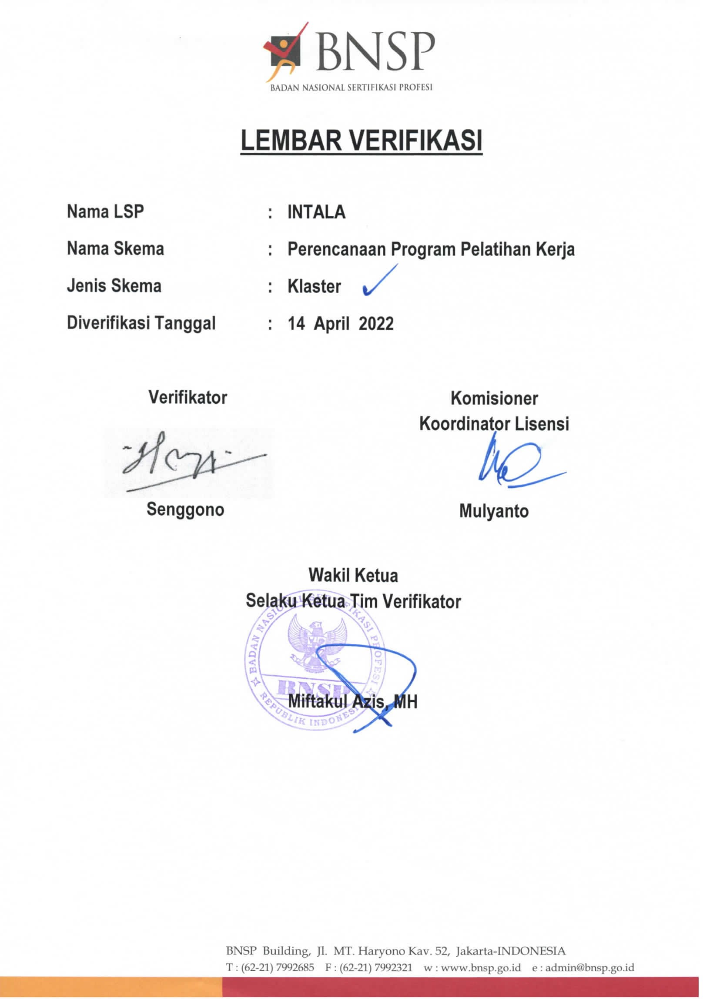 BNSP
BADAN NASIONAL SERTIFIKASI PROFESI
LEMBAR VERIFIKASI
Nama LSP : INTALA
Nama Skema : Perencanaan Program Pelatihan Kerja
Jenis Skema : Klaster
Diverifikasi Tanggal : 14 April 2022
Verifikator
Komisioner
Koordinator Lisensi
Senggono
Mulyanto
Wakil Ketua
Selaku Ketua Tim Verifikator
BADAN NASIONAL SERTIFIKASI PROFESI
BNSP
REPUBLIK INDONESIA
Miftakul Azis, MH
BNSP Building, Jl. MT. Haryono Kav. 52, Jakarta-INDONESIA
T : (62-21) 7992685 F : (62-21) 7992321 w : www.bnsp.go.id e : admin@bnsp.go.id